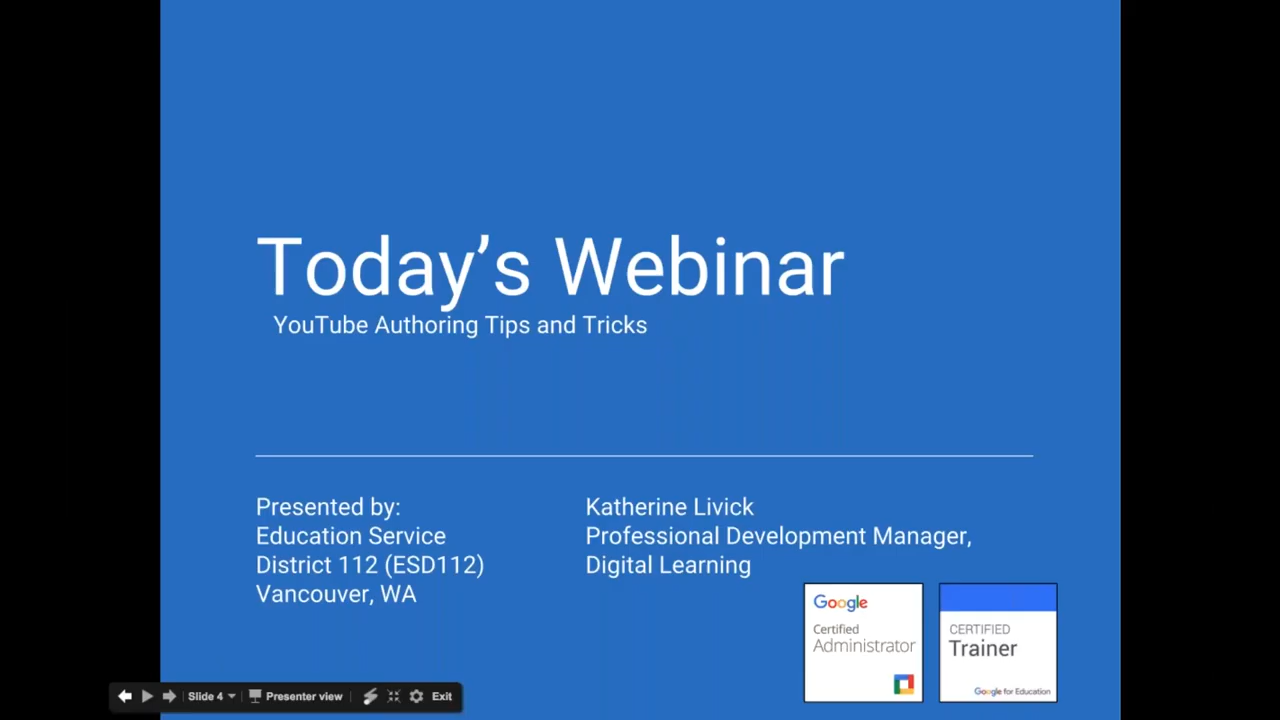 Today’s Webinar
YouTube Authoring Tips and Tricks
Presented by:
Education Service
District 112 (ESD112)
Vancouver, WA
Katherine Livick
Professional Development Manager,
Digital Learning
Google
Certified
Administrator
CERTIFIED
Trainer
Google for Education
Slide 4
Presenter view
Exit